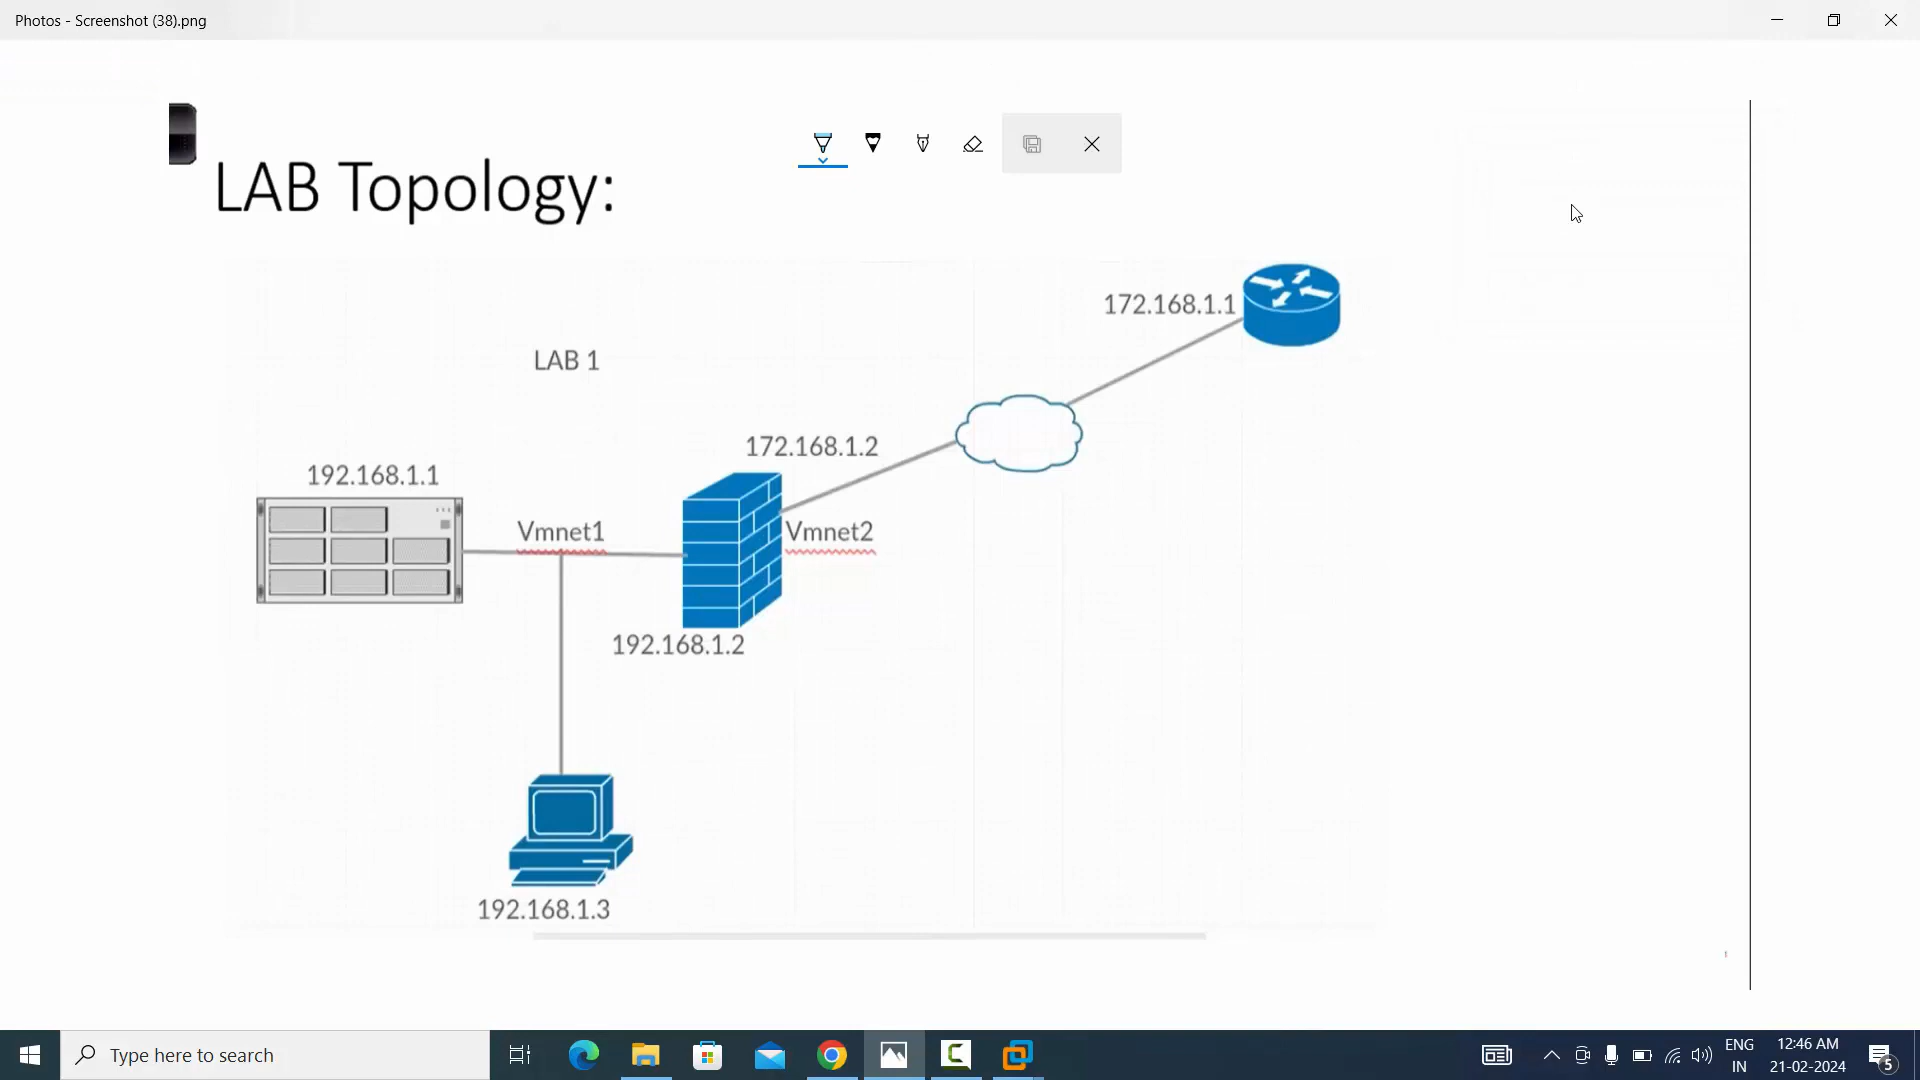 Photos - Screenshot (38).png
LAB Topology:
172.168.1.1
LAB 1
172.168.1.2
192.168.1.1
Vmnet1
Vmnet2
192.168.1.2
192.168.1.3
1
Type here to search
ENG
IN
12:46 AM
21-02-2024
5